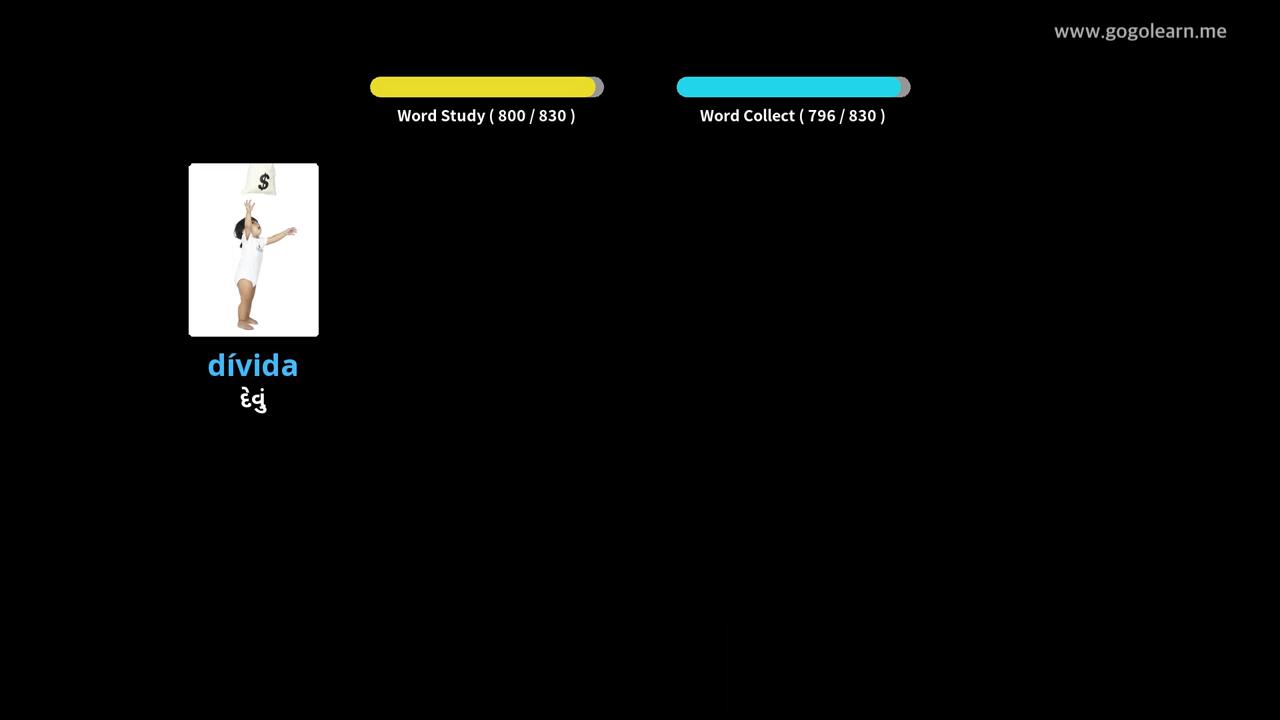 www.gogolearn.me
Word Study ( 800 / 830 )
Word Collect ( 796 / 830 )
$
dívida
દેવું